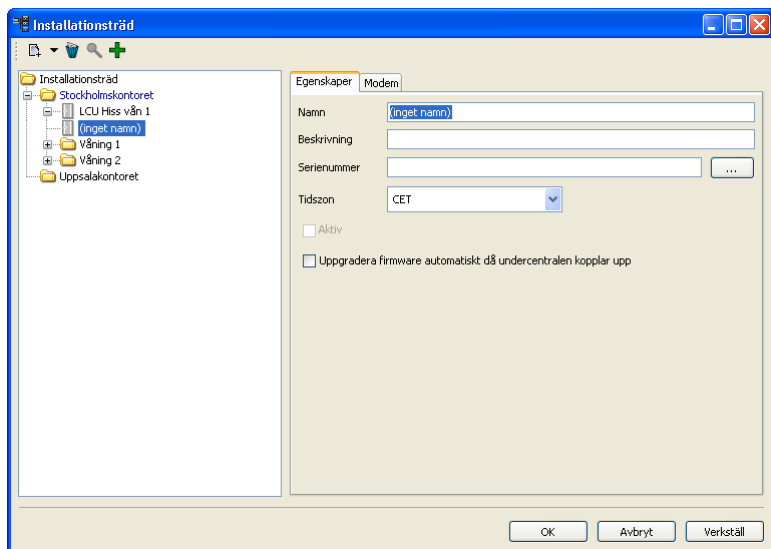 Installationsträd
Installationsträd
Stockholmskontoret
LCU Hiss vån 1
(inget namn)
Våning 1
Våning 2
Uppsalakontoret
Egenskaper
Modem
Namn
(inget namn)
Beskrivning
Serienummer
...
Tidszon
CET
Aktiv
Uppgradera firmware automatiskt då undercentralen kopplar upp
OK
Avbryt
Verkställ